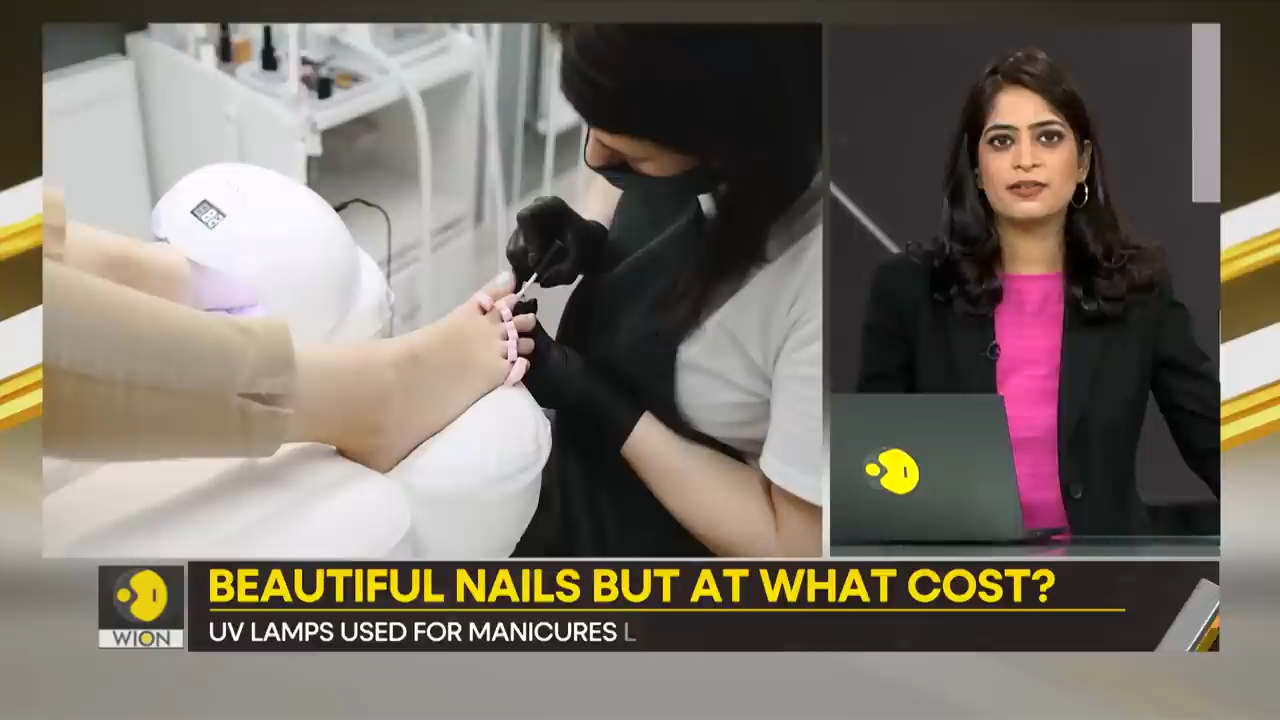 BEAUTIFUL NAILS BUT AT WHAT COST?
UV LAMPS USED FOR MANICURES L
WION